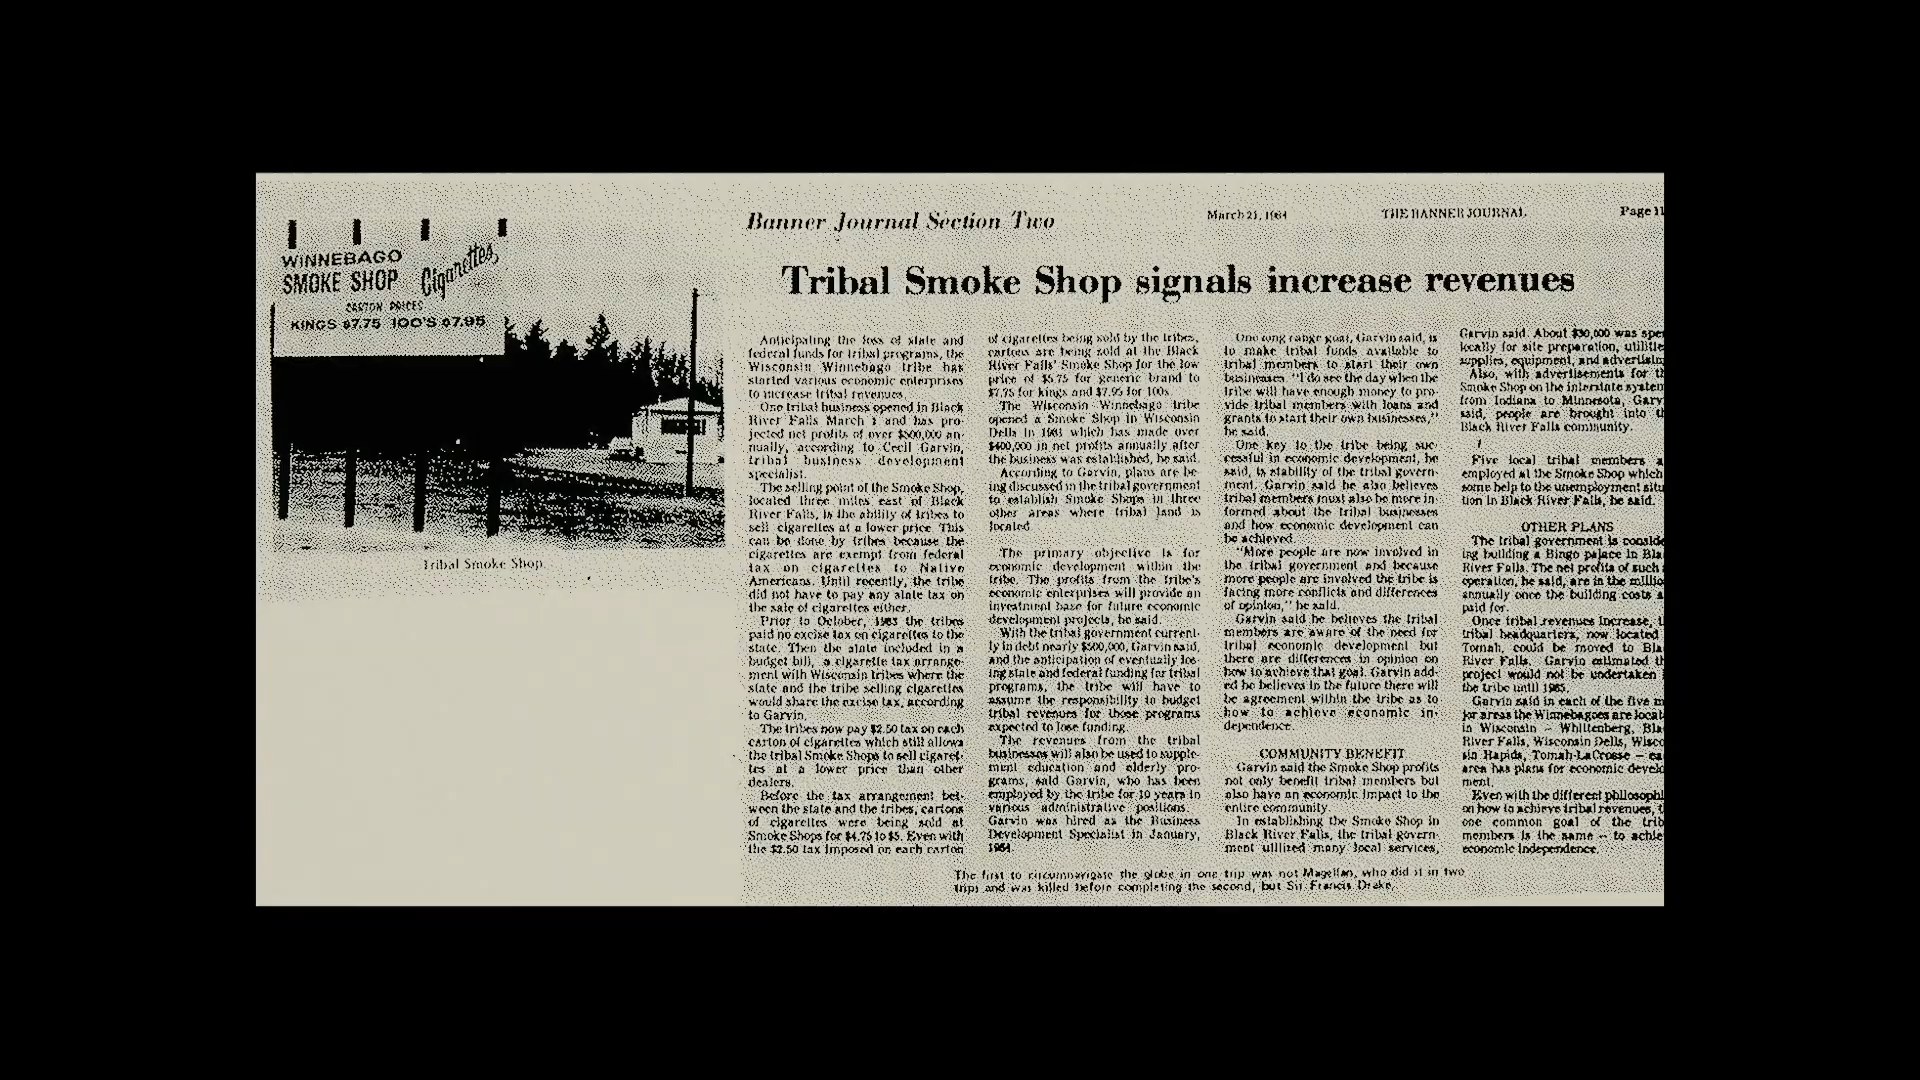 WINNEBAGO
SMOKE SHOP Cigarettes
CARTON PRICES
KINGS $7.75 100'S $7.95
Tribal Smoke Shop.
Banner Journal Section Two
March 21, 1984
THE BANNER JOURNAL
Page 11
Tribal Smoke Shop signals increase revenues
Anticipating the loss of state and
federal funds for tribal programs, the
Wisconsin Winnebago tribe has
started various economic enterprises
to increase tribal revenues.
One tribal business opened in Black
River Falls March 1 and has pro-
jected net profits of over $500,000 an-
nually, according to Cecil Garvin,
tribal business development
specialist.
The selling point of the Smoke Shop,
located three miles east of Black
River Falls, is the ability of tribes to
sell cigarettes at a lower price. This
can be done by tribes because the
cigarettes are exempt from federal
tax on cigarettes to Native
Americans. Until recently, the tribe
did not have to pay any state tax on
the sale of cigarettes either.
Prior to October, 1983 the tribes
paid no excise tax on cigarettes to the
state. Then the state included in a
budget bill, a cigarette tax arrange-
ment with Wisconsin tribes where the
state and the tribe selling cigarettes
would share the excise tax, according
to Garvin.
The tribes now pay $2.50 tax on each
carton of cigarettes which still allows
the tribal Smoke Shops to sell cigaret-
tes at a lower price than other
dealers.
Before the tax arrangement bet-
ween the state and the tribes, cartons
of cigarettes were being sold at
Smoke Shops for $4.75 to $5. Even with
the $2.50 tax imposed on each carton
of cigarettes being sold by the tribes,
cartons are being sold at the Black
River Falls' Smoke Shop for the low
price of $5.75 for generic brand to
$7.75 for kings and $7.95 for 100s.
The Wisconsin Winnebago tribe
opened a Smoke Shop in Wisconsin
Dells in 1981 which has made over
$400,000 in net profits annually after
the business was established, he said.
According to Garvin, plans are be-
ing discussed in the tribal government
to establish Smoke Shops in three
other areas where tribal land is
located.
The primary objective is for
economic development within the
tribe. The profits from the tribe's
economic enterprises will provide an
investment base for future economic
development projects, he said.
With the tribal government current-
ly in debt nearly $500,000, Garvin said,
and the anticipation of eventually los-
ing state and federal funding for tribal
programs, the tribe will have to
assume the responsibility to budget
tribal revenues for those programs
expected to lose funding.
The revenues from the tribal
businesses will also be used to supple-
ment education and elderly pro-
grams, said Garvin, who has been
employed by the tribe for 10 years in
various administrative positions.
Garvin was hired as the Business
Development Specialist in January,
1984.
One long range goal, Garvin said, is
to make tribal funds available to
tribal members to start their own
businesses. "I do see the day when the
tribe will have enough money to pro-
vide tribal members with loans and
grants to start their own businesses,"
he said.
One key to the tribe being suc-
cessful in economic development, he
said, is stability of the tribal govern-
ment. Garvin said he also believes
tribal members must also be more in-
formed about the tribal businesses
and how economic development can
be achieved.
"More people are now involved in
the tribal government and because
more people are involved the tribe is
facing more conflicts and differences
of opinion," he said.
Garvin said he believes the tribal
members are aware of the need for
tribal economic development but
there are differences in opinion on
how to achieve that goal. Garvin add-
ed he believes in the future there will
be agreement within the tribe as to
how to achieve economic in-
dependence.
COMMUNITY BENEFIT
Garvin said the Smoke Shop profits
not only benefit tribal members but
also have an economic impact to the
entire community.
In establishing the Smoke Shop in
Black River Falls, the tribal govern-
ment utilized many local services,
Garvin said. About $30,000 was spe
locally for site preparation, utilitie
supplies, equipment, and advertisin
Also, with advertisements for th
Smoke Shop on the interstate system
from Indiana to Minnesota, Garv
said, people are brought into th
Black River Falls community.
Five local tribal members a
employed at the Smoke Shop which
some help to the unemployment situ
tion in Black River Falls, he said.
OTHER PLANS
The tribal government is conside
ing building a Bingo palace in Bla
River Falls. The net profits of such
operation, he said, are in the millio
annually once the building costs a
paid for.
Once tribal revenues increase, t
tribal headquarters, now located
Tomah, could be moved to Bla
River Falls. Garvin estimated th
project would not be undertaken
the tribe until 1985.
Garvin said in each of the five m
jor areas the Winnebagoes are locat
in Wisconsin — Whittenberg, Bla
River Falls, Wisconsin Dells, Wisco
sin Rapids, Tomah-LaCrosse — ea
area has plans for economic develo
ment.
Even with the different philosophi
on how to achieve tribal revenues, t
one common goal of the trib
members is the same — to achie
economic independence.
The first to circumnavigate the globe in one trip was not Magellan, who did it in two
trips and was killed before completing the second, but Sir Francis Drake.